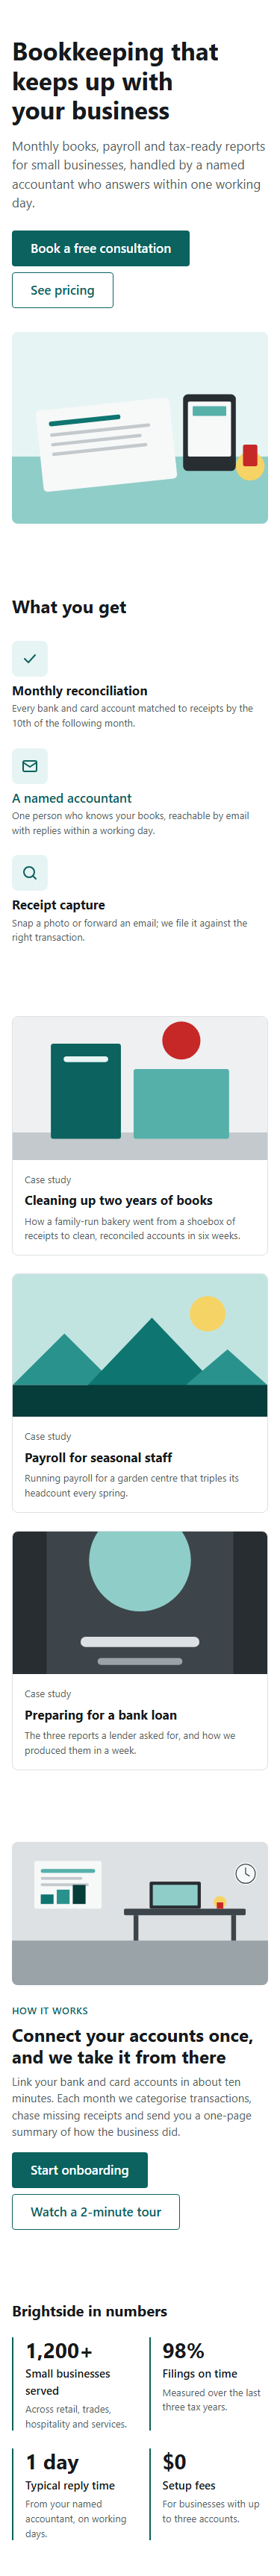 Bookkeeping that
keeps up with
your business
Monthly books, payroll and tax-ready reports
for small businesses, handled by a named
accountant who answers within one working
day.
Book a free consultation
See pricing
What you get
Monthly reconciliation
Every bank and card account matched to receipts by the
10th of the following month.
A named accountant
One person who knows your books, reachable by email
with replies within a working day.
Receipt capture
Snap a photo or forward an email; we file it against the
right transaction.
Case study
Cleaning up two years of books
How a family-run bakery went from a shoebox of
receipts to clean, reconciled accounts in six weeks.
Case study
Payroll for seasonal staff
Running payroll for a garden centre that triples its
headcount every spring.
Case study
Preparing for a bank loan
The three reports a lender asked for, and how we
produced them in a week.
HOW IT WORKS
Connect your accounts once,
and we take it from there
Link your bank and card accounts in about ten
minutes. Each month we categorise transactions,
chase missing receipts and send you a one-page
summary of how the business did.
Start onboarding
Watch a 2-minute tour
Brightside in numbers
1,200+
Small businesses
served
Across retail, trades,
hospitality and services.
98%
Filings on time
Measured over the last
three tax years.
1 day
Typical reply time
From your named
accountant, on working
days.
$0
Setup fees
For businesses with up
to three accounts.